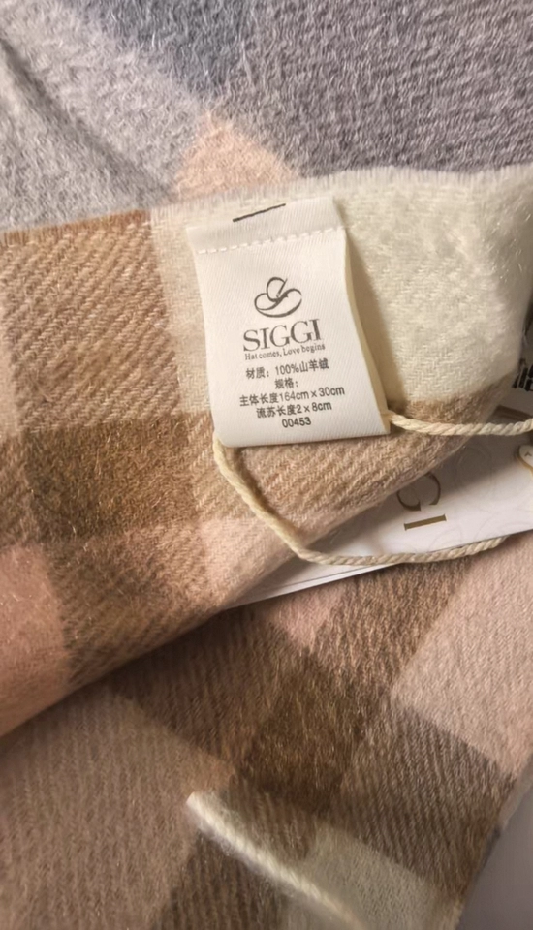 SIGGI
Hat comes, Love begins
材质：100%山羊绒
规格：
主体长度164cm x 30cm
流苏长度2 x 8cm
00453
GI